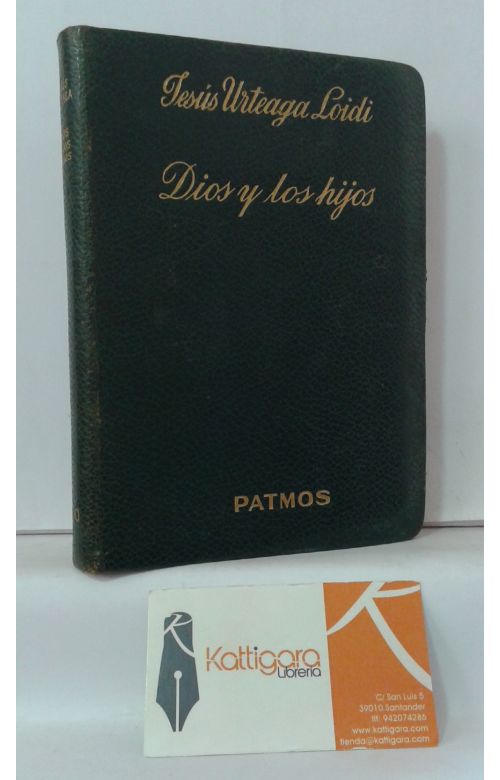 Jesús Urteaga Loidi
Dios y los hijos
PATMOS
K
Kattigara
Librería
K
C/ San Luis 5
39010.Santander
tlf: 942074286
www.kattigara.com
tienda@kattigara.com